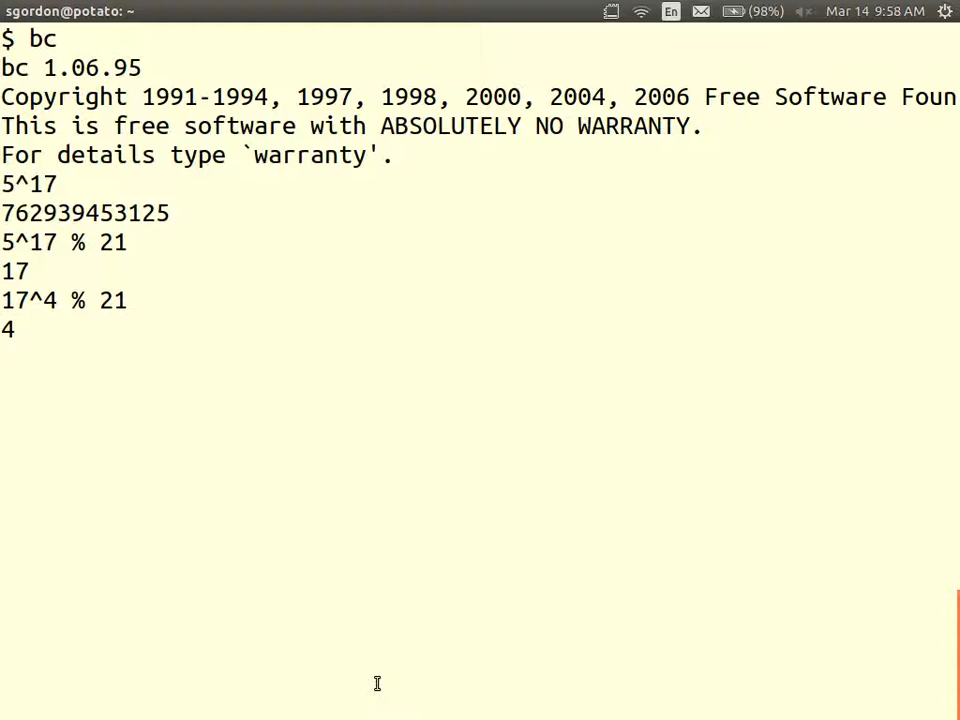 sgordon@potato: ~ En (98%) Mar 14 9:58 AM
$ bc
bc 1.06.95
Copyright 1991-1994, 1997, 1998, 2000, 2004, 2006 Free Software Foun
This is free software with ABSOLUTELY NO WARRANTY.
For details type `warranty'.
5^17
762939453125
5^17 % 21
17
17^4 % 21
4